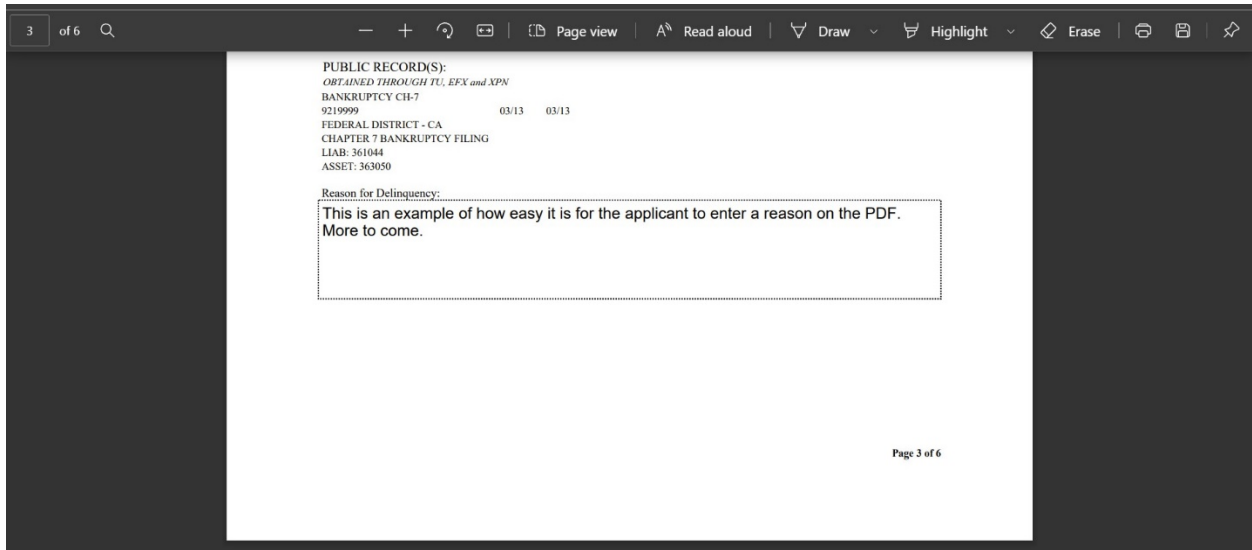 3 of 6 Page view Read aloud Draw Highlight Erase
PUBLIC RECORD(S):
OBTAINED THROUGH TU, EFX and XPN
BANKRUPTCY CH-7
9219999 03/13 03/13
FEDERAL DISTRICT - CA
CHAPTER 7 BANKRUPTCY FILING
LIAB: 361044
ASSET: 363050
Reason for Delinquency:
This is an example of how easy it is for the applicant to enter a reason on the PDF.
More to come.
Page 3 of 6